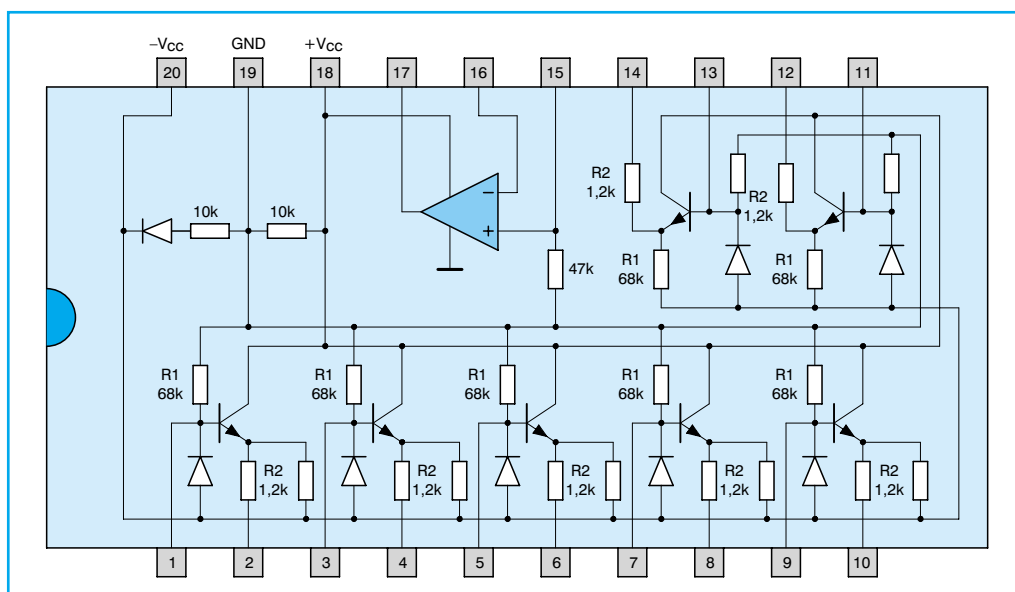 –VCC GND +VCC
20 19 18 17 16 15 14 13 12 11
R2
1,2k
R2
1,2k
10k 10k
–
+
47k
R1
68k
R1
68k
R1
68k
R1
68k
R1
68k
R1
68k
R1
68k
R2
1,2k
R2
1,2k
R2
1,2k
R2
1,2k
R2
1,2k
1 2 3 4 5 6 7 8 9 10